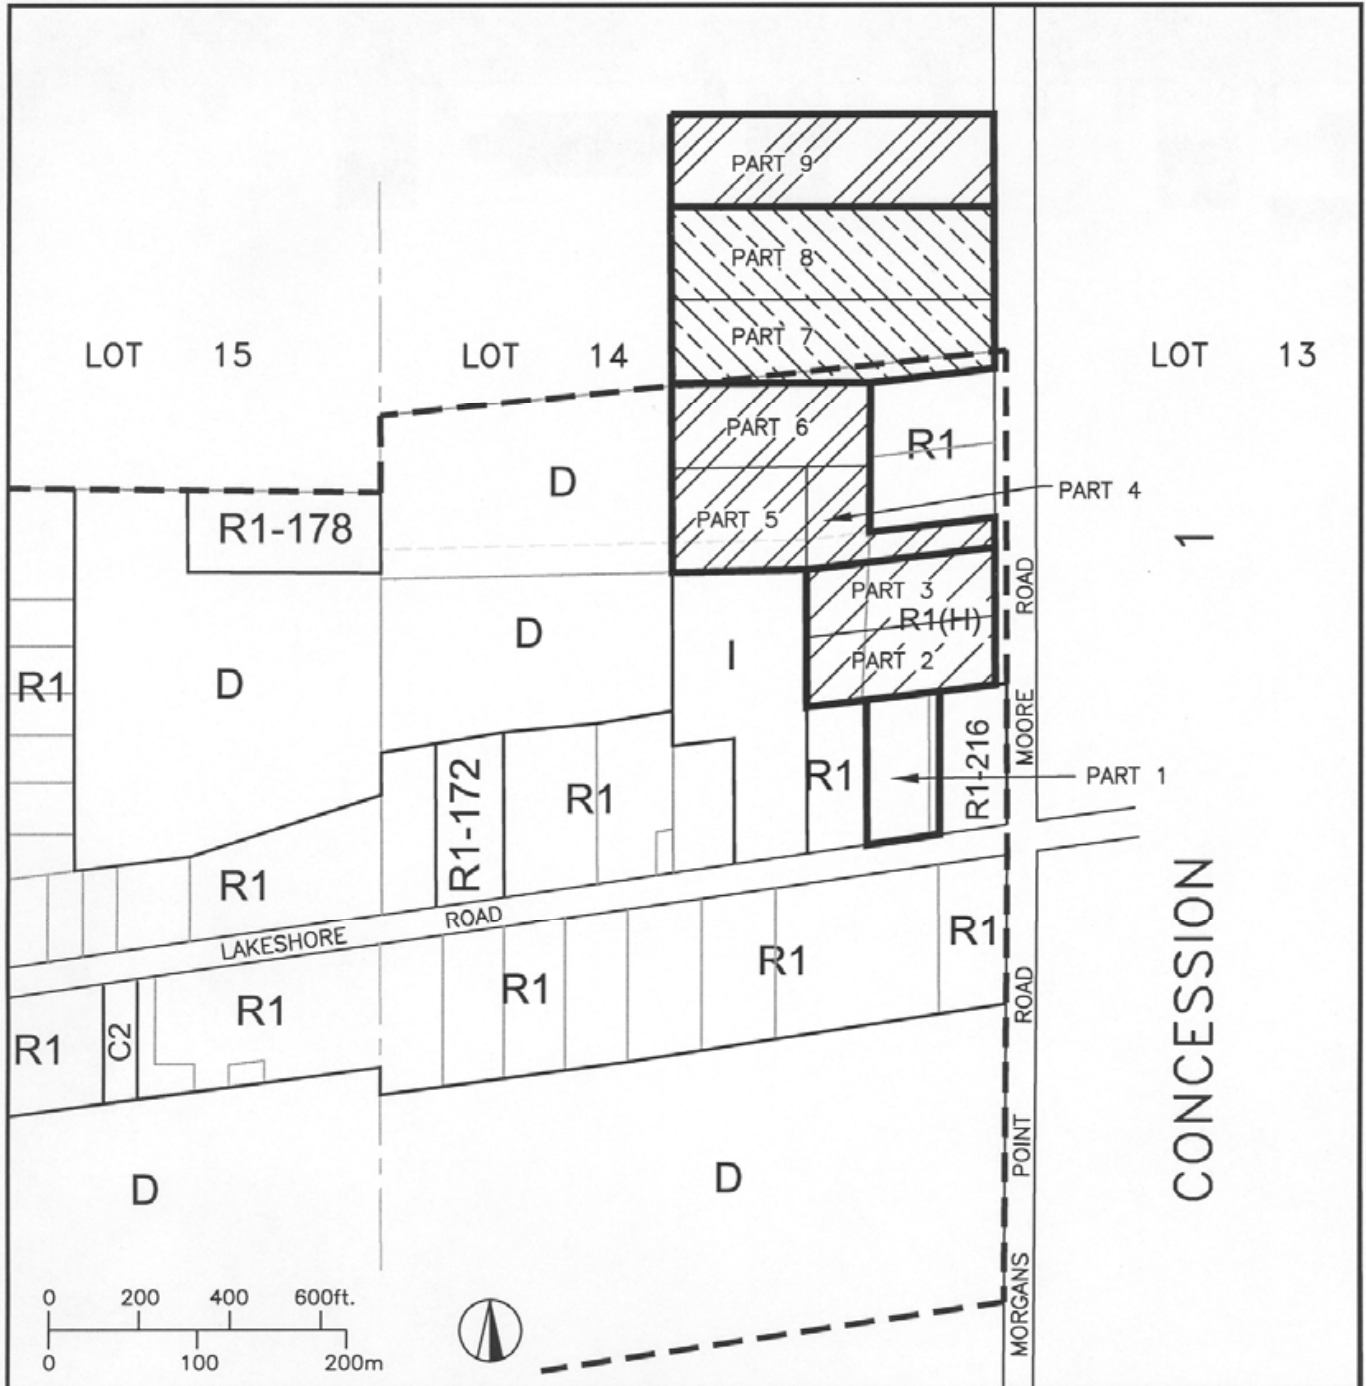 PART 9
PART 8
PART 7
LOT 15
LOT 14
LOT 13
PART 6
R1
D
PART 4
R1-178
PART 5
1
PART 3
R1(H)
PART 2
ROAD
D
I
D
R1
MOORE
R1-216
PART 1
R1
R1
R1-172
R1
LAKESHORE ROAD
R1
R1
R1
R1
R1
C2
ROAD
CONCESSION
POINT
D
D
MORGANS
0 200 400 600ft.
0 100 200m